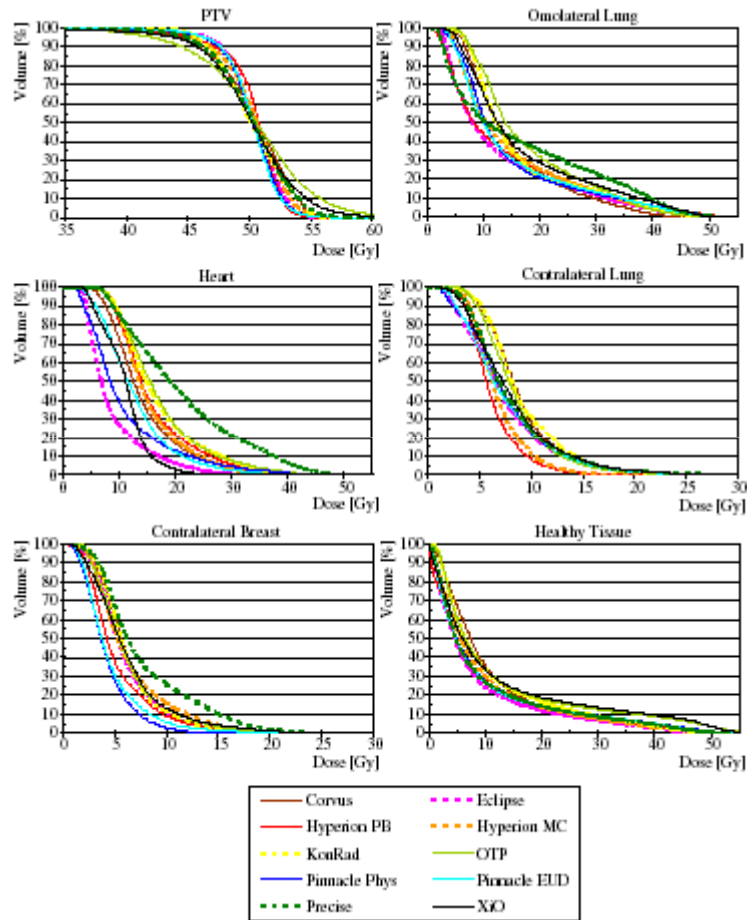 PTV
Volume [%]
100
90
80
70
60
50
40
30
20
10
0
35 40 45 50 55 60
Dose [Gy]
Omolateral Lung
Volume [%]
100
90
80
70
60
50
40
30
20
10
0
0 10 20 30 40 50
Dose [Gy]
Heart
Volume [%]
100
90
80
70
60
50
40
30
20
10
0
0 10 20 30 40 50
Dose [Gy]
Contralateral Lung
Volume [%]
100
90
80
70
60
50
40
30
20
10
0
0 5 10 15 20 25 30
Dose [Gy]
Contralateral Breast
Volume [%]
100
90
80
70
60
50
40
30
20
10
0
0 5 10 15 20 25 30
Dose [Gy]
Healthy Tissue
Volume [%]
100
90
80
70
60
50
40
30
20
10
0
0 10 20 30 40 50
Dose [Gy]
Corvus Eclipse
Hyperion PB Hyperion MC
KonRad OTP
Pinnacle Phys Pinnacle EUD
Precise XiO